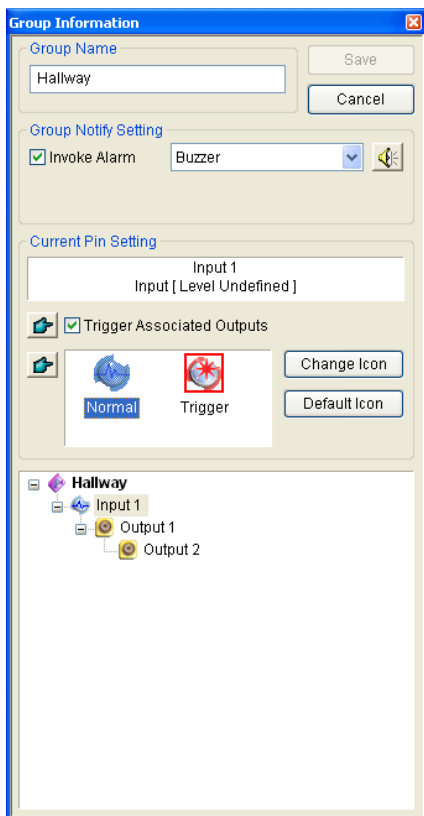 Group Information
Group Name
Hallway
Save
Cancel
Group Notify Setting
Invoke Alarm
Buzzer
Current Pin Setting
Input 1
Input [ Level Undefined ]
Trigger Associated Outputs
Normal
Trigger
Change Icon
Default Icon
Hallway
Input 1
Output 1
Output 2